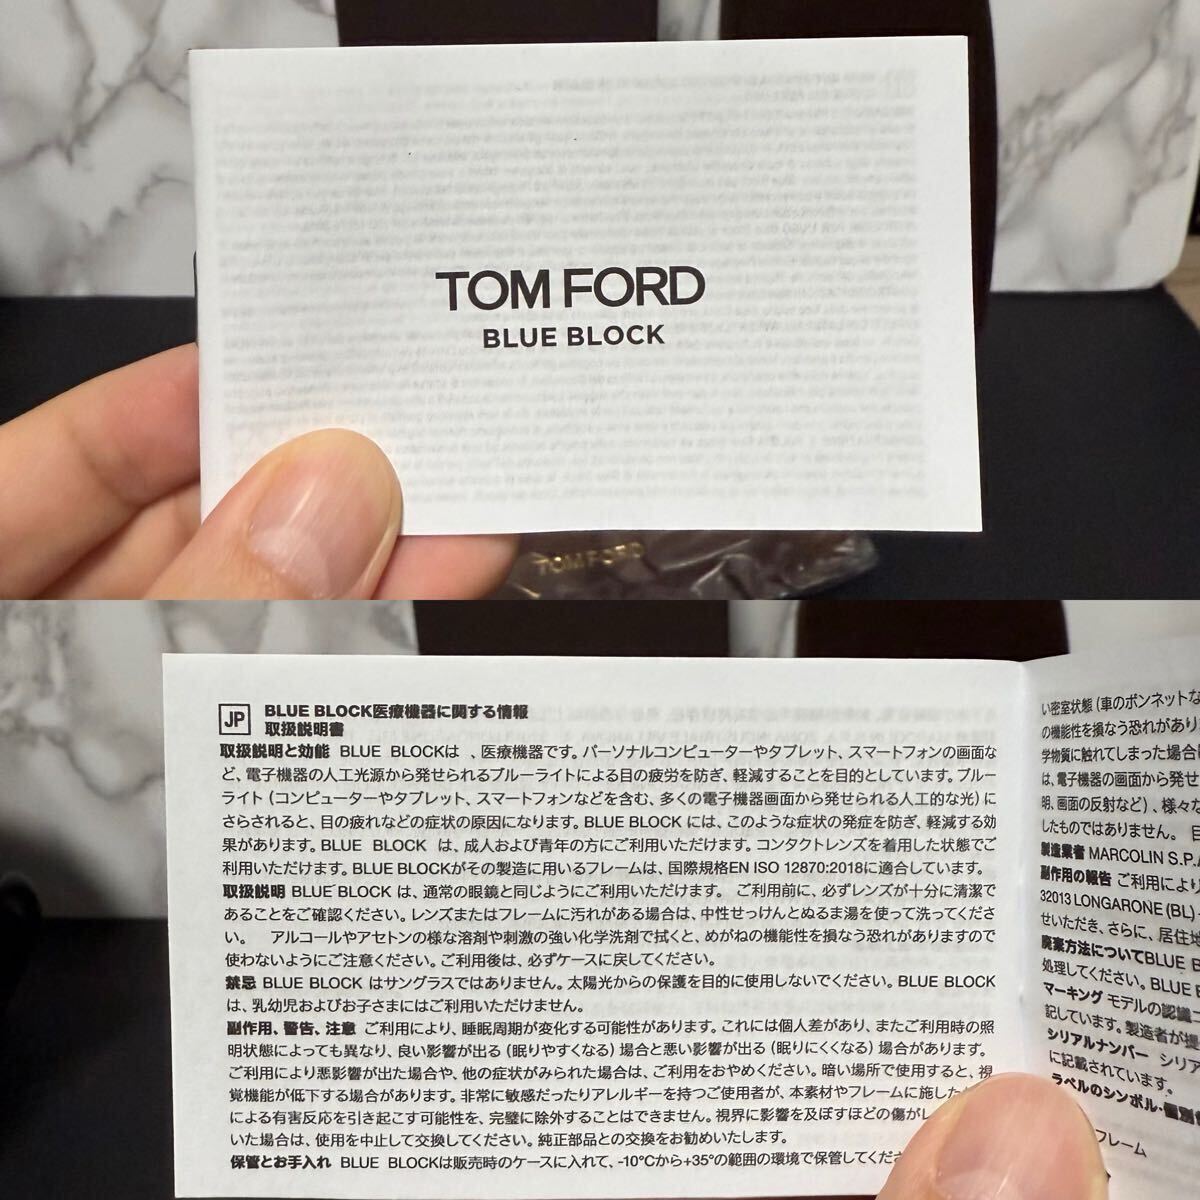 TOM FORD
BLUE BLOCK
TOM FORD
JP
BLUE BLOCK医療機器に関する情報
取扱説明書
取扱説明と効能 BLUE BLOCKは 、医療機器です。パーソナルコンピューターやタブレット、スマートフォンの画面な
ど、電子機器の人工光源から発せられるブルーライトによる目の疲労を防ぎ、軽減することを目的としています。ブルー
ライト（コンピューターやタブレット、スマートフォンなどを含む、多くの電子機器画面から発せられる人工的な光）に
さらされると、目の疲れなどの症状の原因になります。BLUE BLOCK には、このような症状の発症を防ぎ、軽減する効
果があります。BLUE BLOCK は、成人および青年の方にご利用いただけます。コンタクトレンズを着用した状態でご
利用いただけます。BLUE BLOCKがその製造に用いるフレームは、国際規格EN ISO 12870:2018に適合しています。
取扱説明 BLUE BLOCK は、通常の眼鏡と同じようにご利用いただけます。 ご利用前に、必ずレンズが十分に清潔で
あることをご確認ください。レンズまたはフレームに汚れがある場合は、中性せっけんとぬるま湯を使って洗ってくださ
い。 アルコールやアセトンの様な溶剤や刺激の強い化学洗剤で拭くと、めがねの機能性を損なう恐れがありますので
使わないようにご注意ください。ご利用後は、必ずケースに戻してください。
禁忌 BLUE BLOCK はサングラスではありません。太陽光からの保護を目的に使用しないでください。BLUE BLOCK
は、乳幼児およびお子さまにはご利用いただけません。
副作用、警告、注意 ご利用により、睡眠周期が変化する可能性があります。これには個人差があり、またご利用時の照
明状態によっても異なり、良い影響が出る（眠りやすくなる）場合と悪い影響が出る（眠りにくくなる）場合があります。
ご利用により悪影響が出た場合や、他の症状がみられた場合は、ご利用をおやめください。暗い場所で使用すると、視
覚機能が低下する場合があります。非常に敏感だったりアレルギーを持つご使用者が、本素材やフレームに施した
による有害反応を引き起こす可能性を、完璧に除外することはできません。視界に影響を及ぼすほどの傷が
いた場合は、使用を中止して交換してください。純正部品との交換をお勧めいたします。
保管とお手入れ BLUE BLOCKは販売時のケースに入れて、-10°Cから+35°の範囲の環境で保管してくださ
い密室状態（車のボンネットな
の機能性を損なう恐れがあり
学物質に触れてしまった場合
は、電子機器の画面から発せ
明、画面の反射など）、様々な
したものではありません。
製造業者 MARCOLIN S.P.A
副作用の報告 ご利用により
32013 LONGARONE (BL)
せいただき、さらに、居住地
廃棄方法についてBLUE B
処理してください。BLUE B
マーキング モデルの認識コ
記しています。製造者が提
シリアルナンバー シリア
に記載されています。
ラベルのシンボル・個別
フレーム